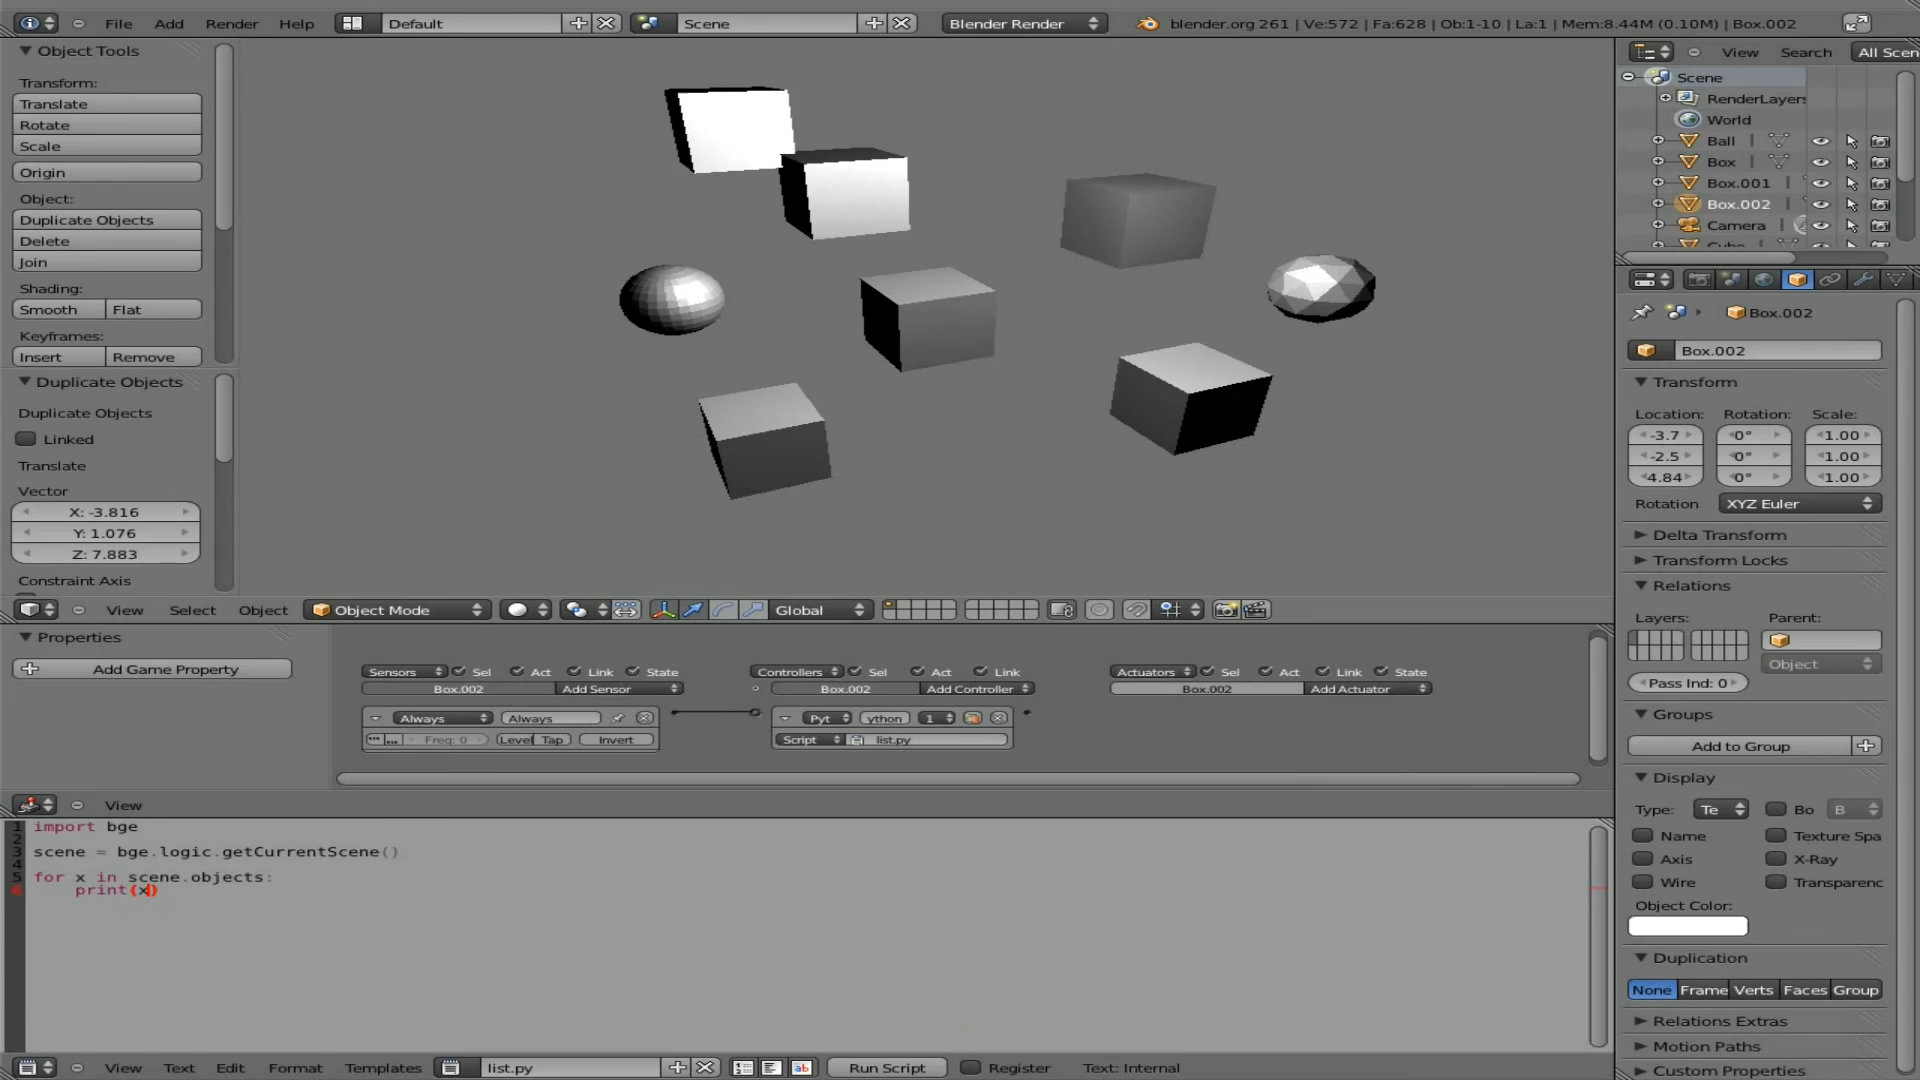 File Add Render Help Default Scene Blender Render blender.org 261 | Ve:572 | Fa:628 | Ob:1-10 | La:1 | Mem:8.44M (0.10M) | Box.002
Object Tools
Transform:
Translate
Rotate
Scale
Origin
Object:
Duplicate Objects
Delete
Join
Shading:
Smooth Flat
Keyframes:
Insert Remove
Duplicate Objects
Duplicate Objects
Linked
Translate
Vector
X: -3.816
Y: 1.076
Z: 7.883
Constraint Axis
View Select Object Object Mode Global
View Search All Scen
Scene
RenderLayers
World
Ball
Box
Box.001
Box.002
Camera
Box.002
Box.002
Transform
Location: Rotation: Scale:
-3.7 0° 1.00
-2.5 0° 1.00
4.84 0° 1.00
Rotation XYZ Euler
Delta Transform
Transform Locks
Relations
Layers: Parent:
Object
Pass Ind: 0
Groups
Add to Group
Display
Type: Te Bo B
Name Texture Spa
Axis X-Ray
Wire Transparenc
Object Color:
Duplication
None Frame Verts Faces Group
Relations Extras
Motion Paths
Custom Properties
Properties
Add Game Property
Sensors Sel Act Link State Controllers Sel Act Link Actuators Sel Act Link State
Box.002 Add Sensor Box.002 Add Controller Box.002 Add Actuator
Always Always Pyt ython 1
Freq: 0 Level Tap Invert Script list.py
View
1 import bge
2
3 scene = bge.logic.getCurrentScene()
4
5 for x in scene.objects:
6 print(x)
View Text Edit Format Templates list.py Run Script Register Text: Internal